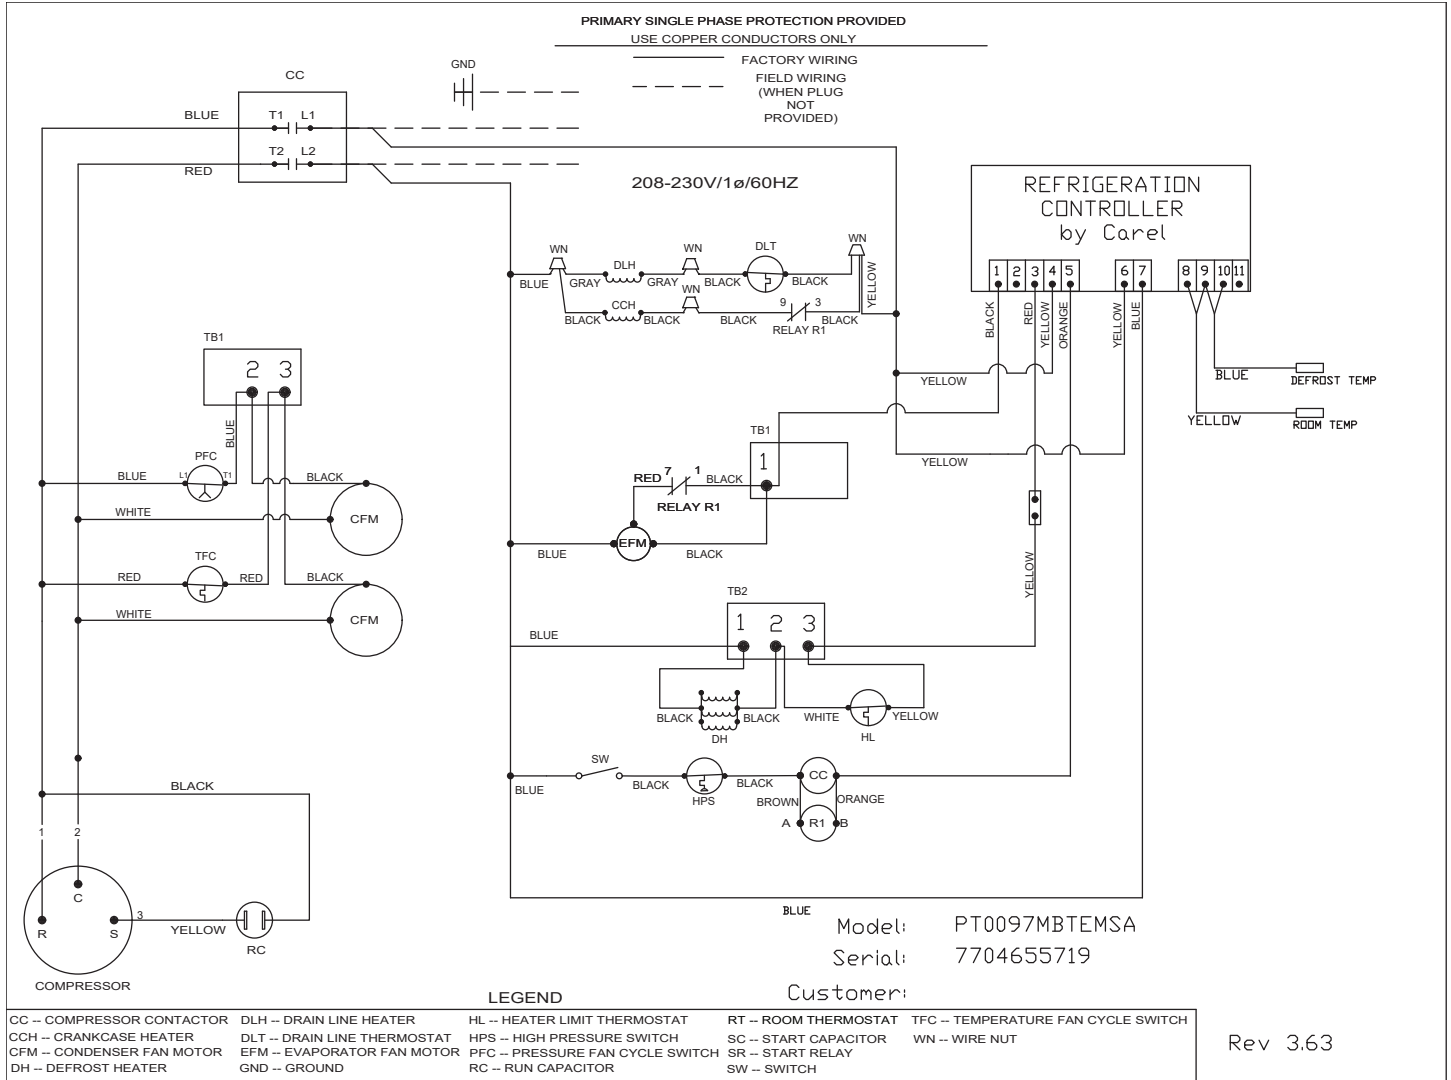 PRIMARY SINGLE PHASE PROTECTION PROVIDED
USE COPPER CONDUCTORS ONLY
FACTORY WIRING
FIELD WIRING
(WHEN PLUG
NOT
PROVIDED)
GND
CC
BLUE
T1 L1
T2 L2
RED
208-230V/1ø/60HZ
REFRIGERATION
CONTROLLER
by Carel
1 2 3 4 5 6 7 8 9 10 11
BLACK
RED
YELLOW
ORANGE
YELLOW
BLUE
BLUE
DEFROST TEMP
YELLOW
ROOM TEMP
WN
DLH
WN
DLT
WN
BLUE
GRAY
GRAY
BLACK
BLACK
YELLOW
CCH
WN
9 3
BLACK
BLACK
BLACK
BLACK
RELAY R1
YELLOW
YELLOW
TB1
2 3
BLUE
PFC
BLUE
L1
T1
BLACK
WHITE
CFM
TFC
RED
RED
BLACK
WHITE
CFM
TB1
1
RED
7 1
BLACK
RELAY R1
EFM
BLUE
BLACK
YELLOW
TB2
1 2 3
BLUE
BLACK
BLACK
DH
WHITE
YELLOW
HL
SW
BLUE
BLACK
HPS
BLACK
CC
BROWN
ORANGE
A R1 B
BLUE
BLACK
1 2
C
R S
3
YELLOW
RC
COMPRESSOR
Model: PT0097MBTEMSA
Serial: 7704655719
Customer:
LEGEND
CC -- COMPRESSOR CONTACTOR DLH -- DRAIN LINE HEATER HL -- HEATER LIMIT THERMOSTAT RT -- ROOM THERMOSTAT TFC -- TEMPERATURE FAN CYCLE SWITCH
CCH -- CRANKCASE HEATER DLT -- DRAIN LINE THERMOSTAT HPS -- HIGH PRESSURE SWITCH SC -- START CAPACITOR WN -- WIRE NUT
CFM -- CONDENSER FAN MOTOR EFM -- EVAPORATOR FAN MOTOR PFC -- PRESSURE FAN CYCLE SWITCH SR -- START RELAY
DH -- DEFROST HEATER GND -- GROUND RC -- RUN CAPACITOR SW -- SWITCH
Rev 3.63